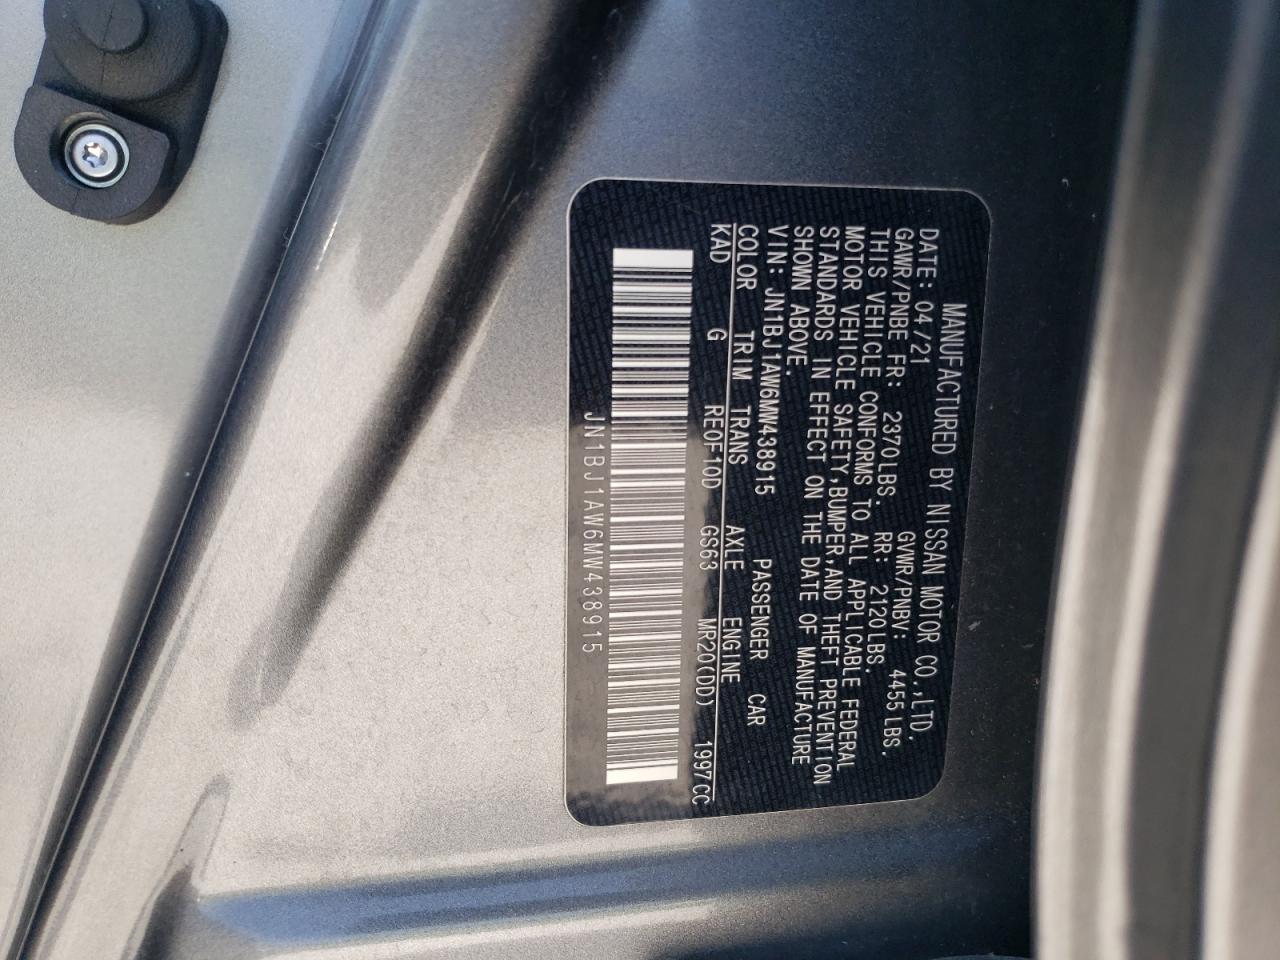 MANUFACTURED BY NISSAN MOTOR CO.,LTD.
DATE: 04/21 GVWR/PNBV: 4455 LBS.
GAWR/PNBE FR: 2370LBS. RR: 2120LBS.
THIS VEHICLE CONFORMS TO ALL APPLICABLE FEDERAL
MOTOR VEHICLE SAFETY,BUMPER,AND THEFT PREVENTION
STANDARDS IN EFFECT ON THE DATE OF MANUFACTURE
SHOWN ABOVE.
VIN: JN1BJ1AW6MW438915 PASSENGER CAR
COLOR TRIM TRANS AXLE ENGINE
KAD G RE0F10D GS63 MR20(DD) 1997CC
JN1BJ1AW6MW438915